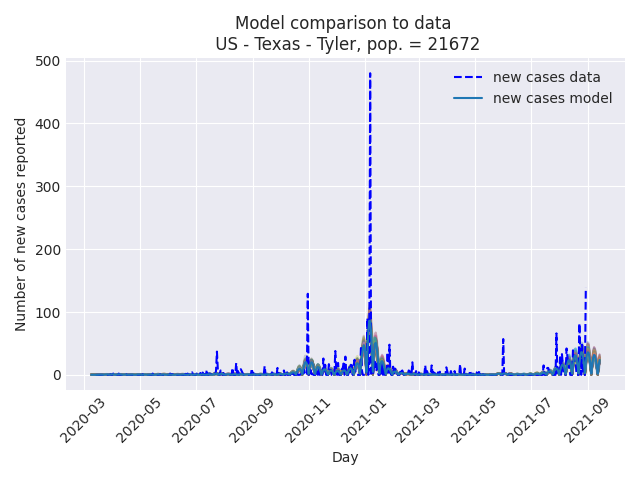 Model comparison to data
US - Texas - Tyler, pop. = 21672
new cases data
new cases model
Number of new cases reported
500
400
300
200
100
0
2020-03
2020-05
2020-07
2020-09
2020-11
2021-01
2021-03
2021-05
2021-07
2021-09
Day